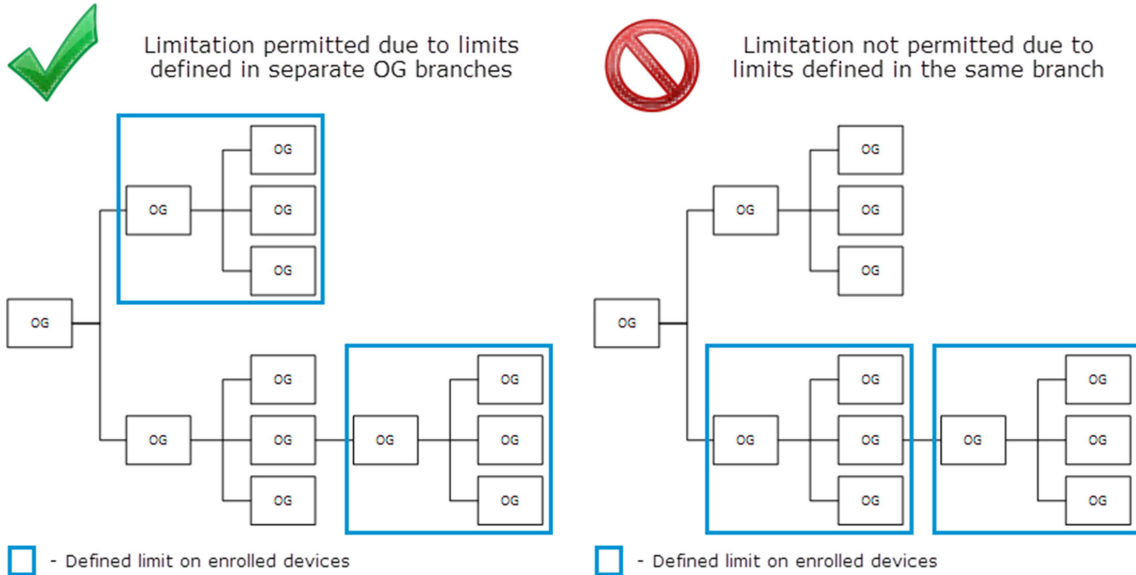 Limitation permitted due to limits
defined in separate OG branches
OG
OG
OG
OG
OG
OG
OG
OG
OG
OG
OG
OG
OG
- Defined limit on enrolled devices
Limitation not permitted due to
limits defined in the same branch
OG
OG
OG
OG
OG
OG
OG
OG
OG
OG
OG
OG
OG
- Defined limit on enrolled devices